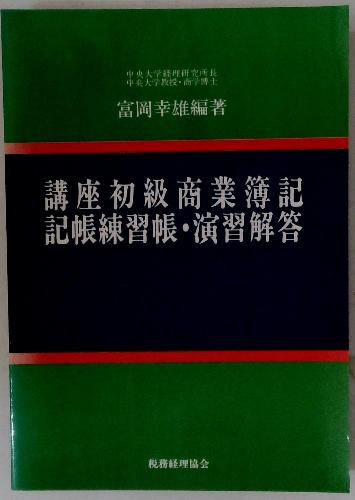 中央大学経理研究所長
中央大学教授・商学博士
富岡幸雄編著
講座初級商業簿記
記帳練習帳・演習解答
税務経理協会